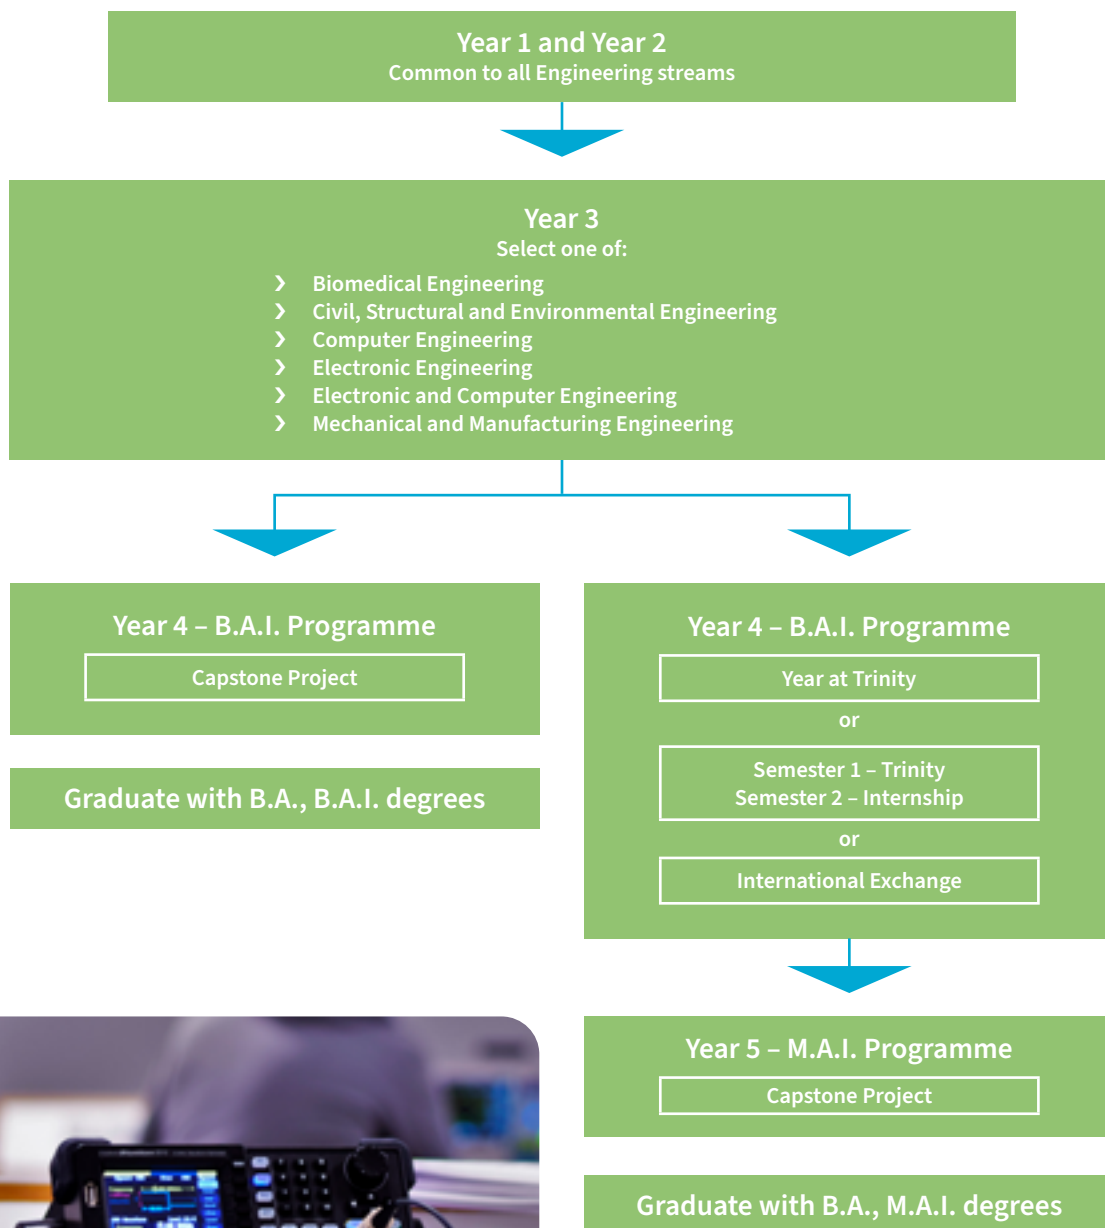 Year 1 and Year 2
Common to all Engineering streams
Year 3
Select one of:
Biomedical Engineering
Civil, Structural and Environmental Engineering
Computer Engineering
Electronic Engineering
Electronic and Computer Engineering
Mechanical and Manufacturing Engineering
Year 4 – B.A.I. Programme
Capstone Project
Graduate with B.A., B.A.I. degrees
Year 4 – B.A.I. Programme
Year at Trinity
or
Semester 1 – Trinity
Semester 2 – Internship
or
International Exchange
Year 5 – M.A.I. Programme
Capstone Project
Graduate with B.A., M.A.I. degrees